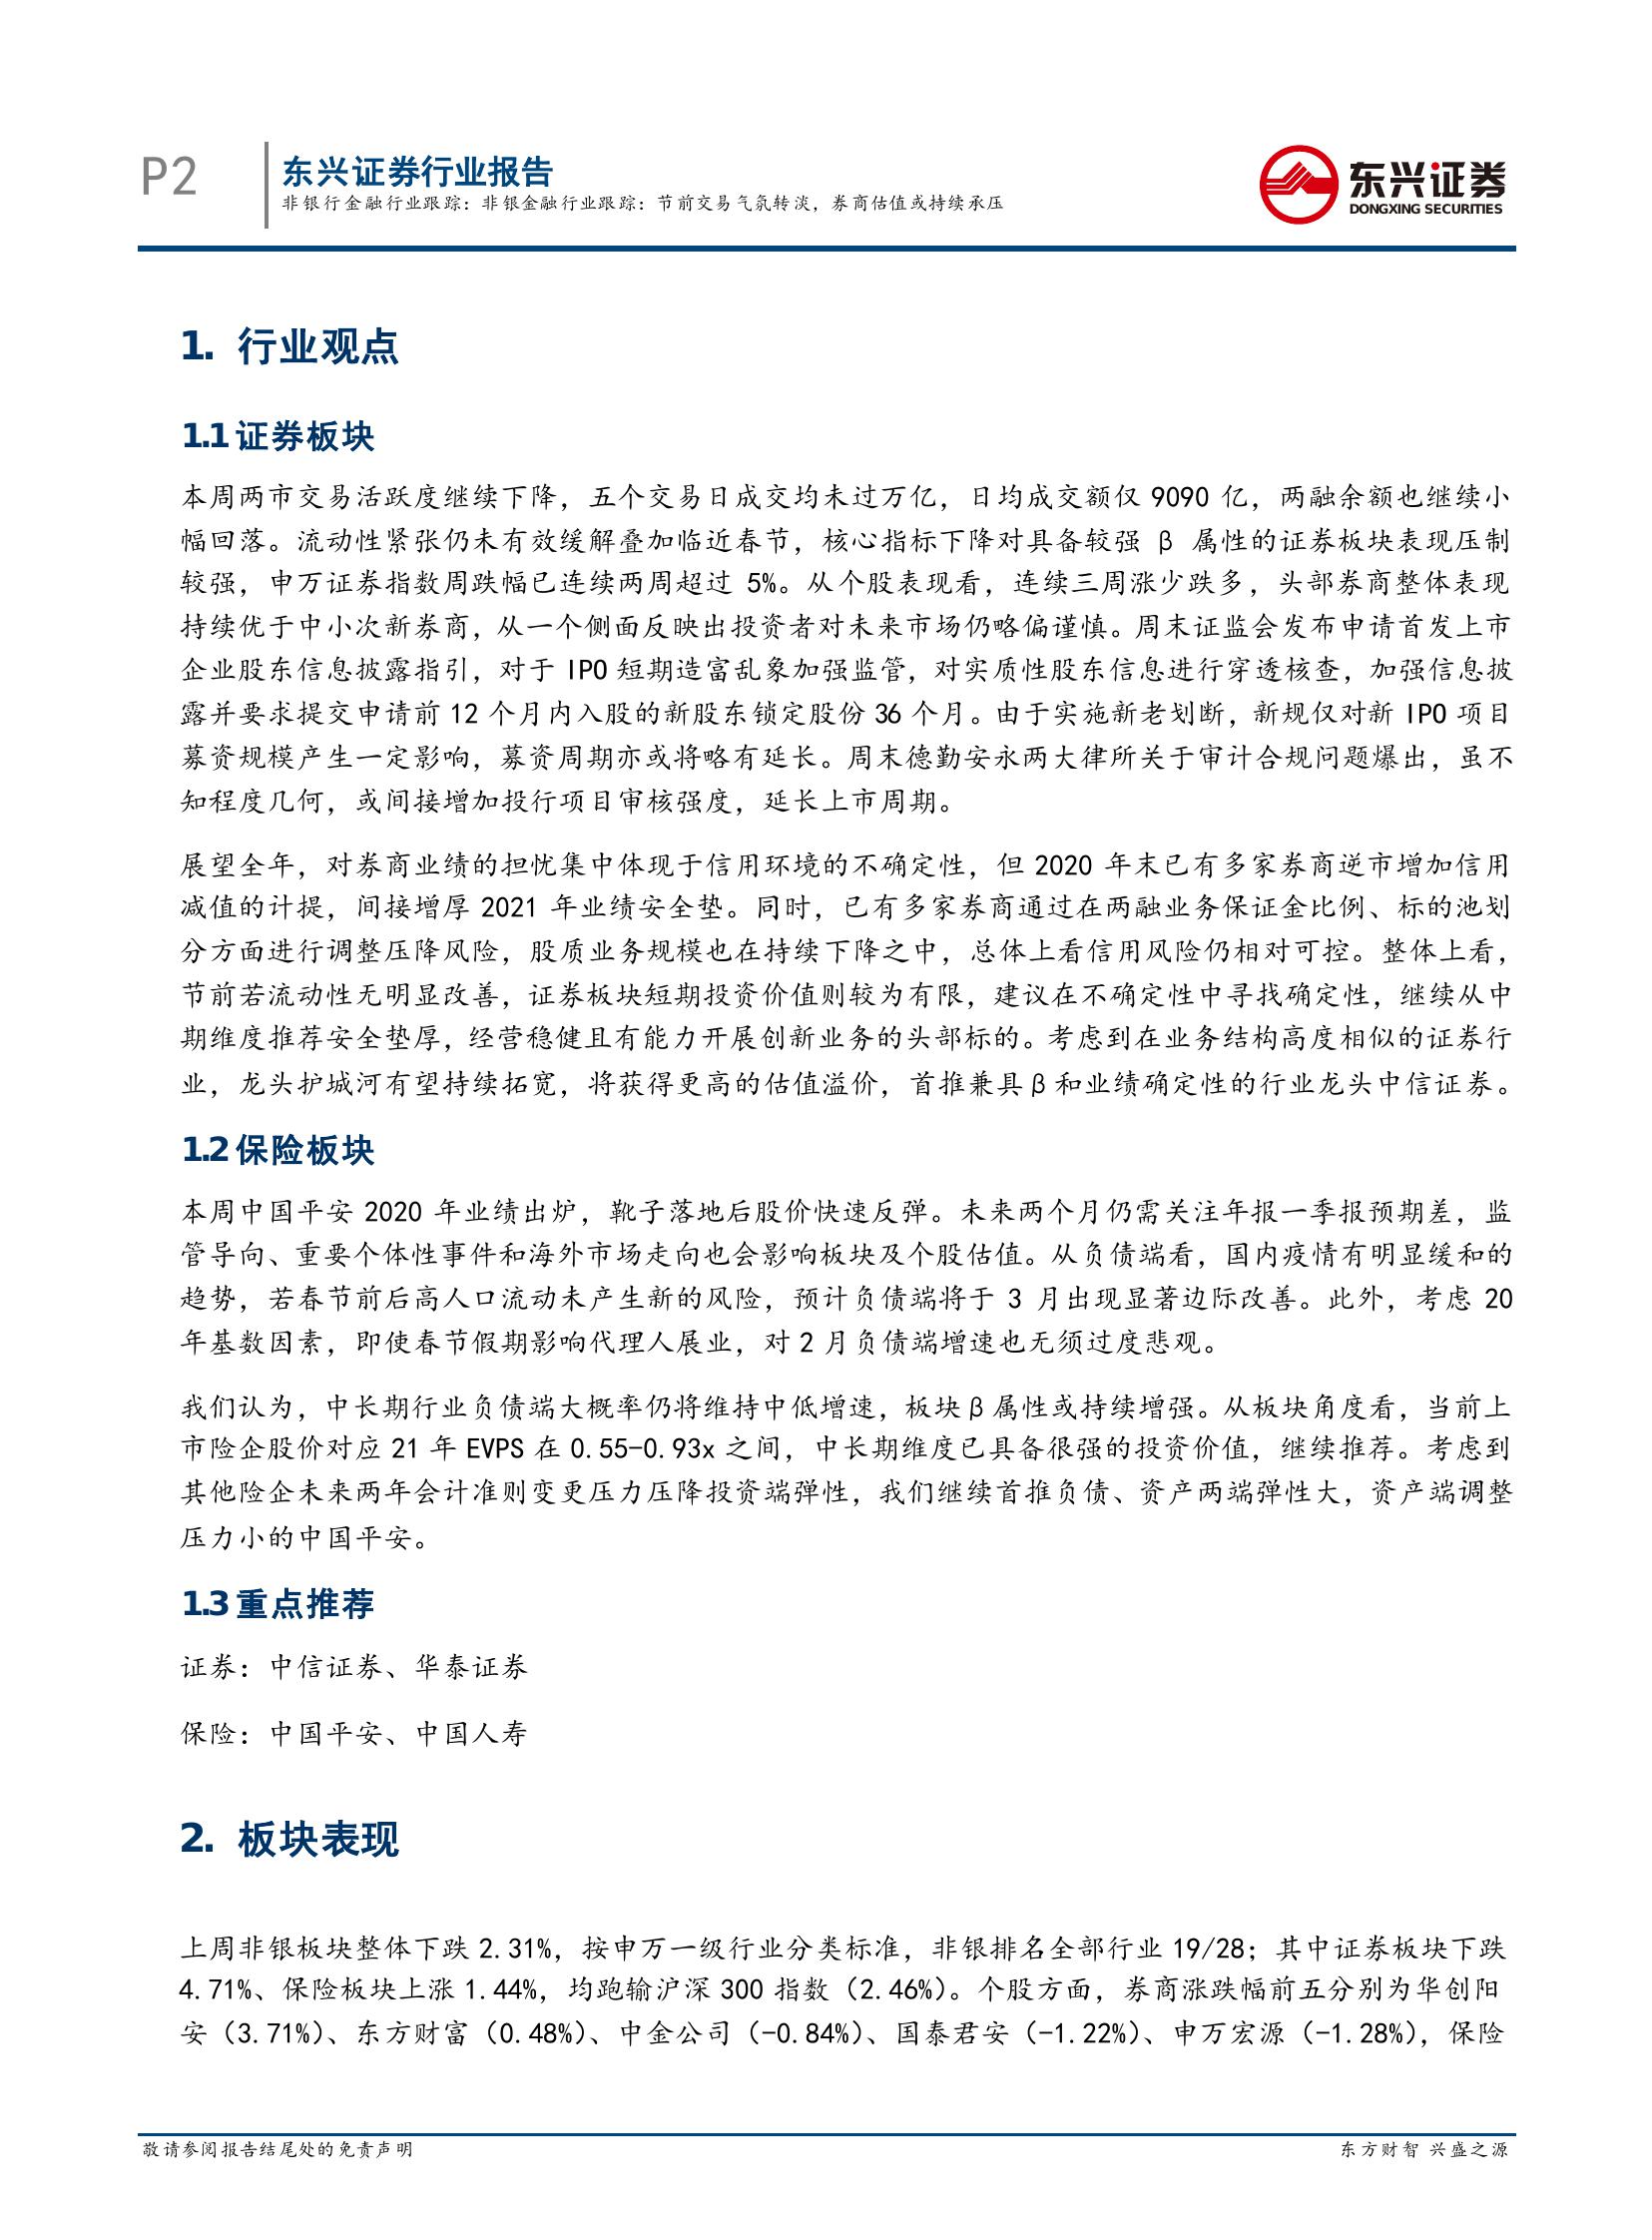 P2
东兴证券行业报告
非银行金融行业跟踪：非银金融行业跟踪：节前交易气氛转淡，券商估值或持续承压
东兴证券
DONGXING SECURITIES
1. 行业观点
1.1 证券板块
本周两市交易活跃度继续下降，五个交易日成交均未过万亿，日均成交额仅 9090 亿，两融余额也继续小
幅回落。流动性紧张仍未有效缓解叠加临近春节，核心指标下降对具备较强 β 属性的证券板块表现压制
较强，申万证券指数周跌幅已连续两周超过 5%。从个股表现看，连续三周涨少跌多，头部券商整体表现
持续优于中小次新券商，从一个侧面反映出投资者对未来市场仍略偏谨慎。周末证监会发布申请首发上市
企业股东信息披露指引，对于 IPO 短期造富乱象加强监管，对实质性股东信息进行穿透核查，加强信息披
露并要求提交申请前 12 个月内入股的新股东锁定股份 36 个月。由于实施新老划断，新规仅对新 IPO 项目
募资规模产生一定影响，募资周期亦或将略有延长。周末德勤安永两大律所关于审计合规问题爆出，虽不
知程度几何，或间接增加投行项目审核强度，延长上市周期。
展望全年，对券商业绩的担忧集中体现于信用环境的不确定性，但 2020 年末已有多家券商逆市增加信用
减值的计提，间接增厚 2021 年业绩安全垫。同时，已有多家券商通过在两融业务保证金比例、标的池划
分方面进行调整压降风险，股质业务规模也在持续下降之中，总体上看信用风险仍相对可控。整体上看，
节前若流动性无明显改善，证券板块短期投资价值则较为有限，建议在不确定性中寻找确定性，继续从中
期维度推荐安全垫厚，经营稳健且有能力开展创新业务的头部标的。考虑到在业务结构高度相似的证券行
业，龙头护城河有望持续拓宽，将获得更高的估值溢价，首推兼具β和业绩确定性的行业龙头中信证券。
1.2 保险板块
本周中国平安 2020 年业绩出炉，靴子落地后股价快速反弹。未来两个月仍需关注年报一季报预期差，监
管导向、重要个体性事件和海外市场走向也会影响板块及个股估值。从负债端看，国内疫情有明显缓和的
趋势，若春节前后高人口流动未产生新的风险，预计负债端将于 3 月出现显著边际改善。此外，考虑 20
年基数因素，即使春节假期影响代理人展业，对 2 月负债端增速也无须过度悲观。
我们认为，中长期行业负债端大概率仍将维持中低增速，板块β属性或持续增强。从板块角度看，当前上
市险企股价对应 21 年 EVPS 在 0.55-0.93x 之间，中长期维度已具备很强的投资价值，继续推荐。考虑到
其他险企未来两年会计准则变更压力压降投资端弹性，我们继续首推负债、资产两端弹性大，资产端调整
压力小的中国平安。
1.3 重点推荐
证券：中信证券、华泰证券
保险：中国平安、中国人寿
2. 板块表现
上周非银板块整体下跌 2.31%，按申万一级行业分类标准，非银排名全部行业 19/28；其中证券板块下跌
4.71%、保险板块上涨 1.44%，均跑输沪深 300 指数（2.46%）。个股方面，券商涨跌幅前五分别为华创阳
安（3.71%）、东方财富（0.48%）、中金公司（-0.84%）、国泰君安（-1.22%）、申万宏源（-1.28%），保险
敬请参阅报告结尾处的免责声明
东方财智 兴盛之源